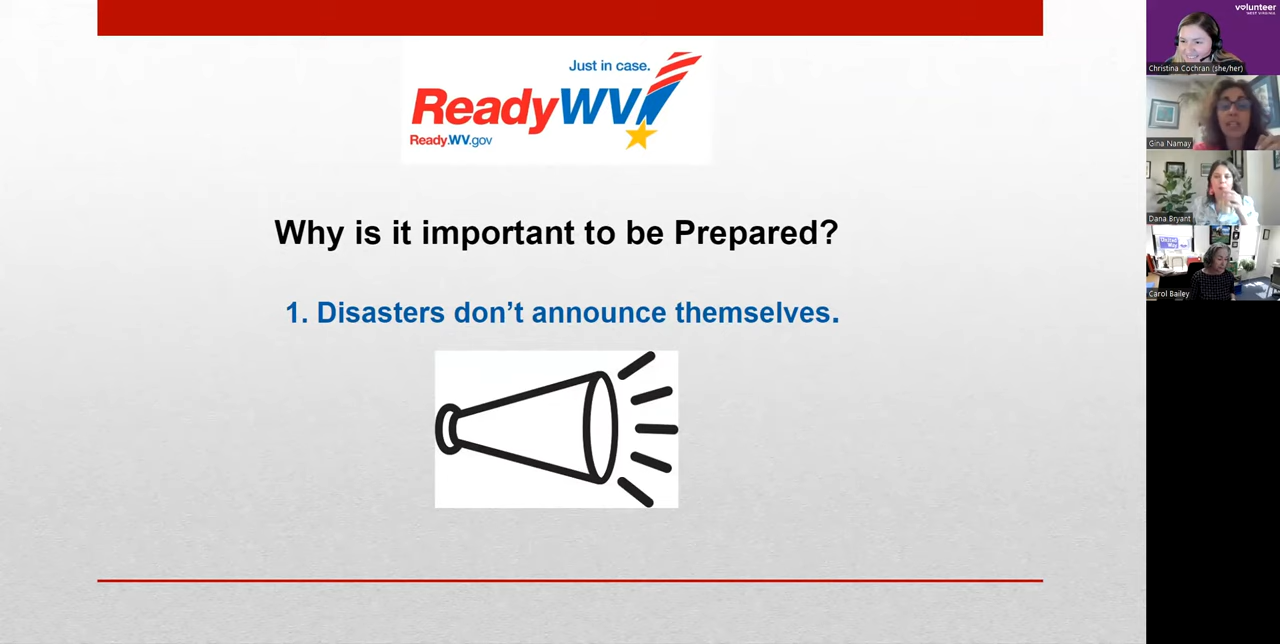 Just in case.
ReadyWV
Ready.WV.gov
Why is it important to be Prepared?
1. Disasters don’t announce themselves.
volunteer
WEST VIRGINIA
Christina Cochran (she/her)
Gina Namay
Dana Bryant
Carol Bailey